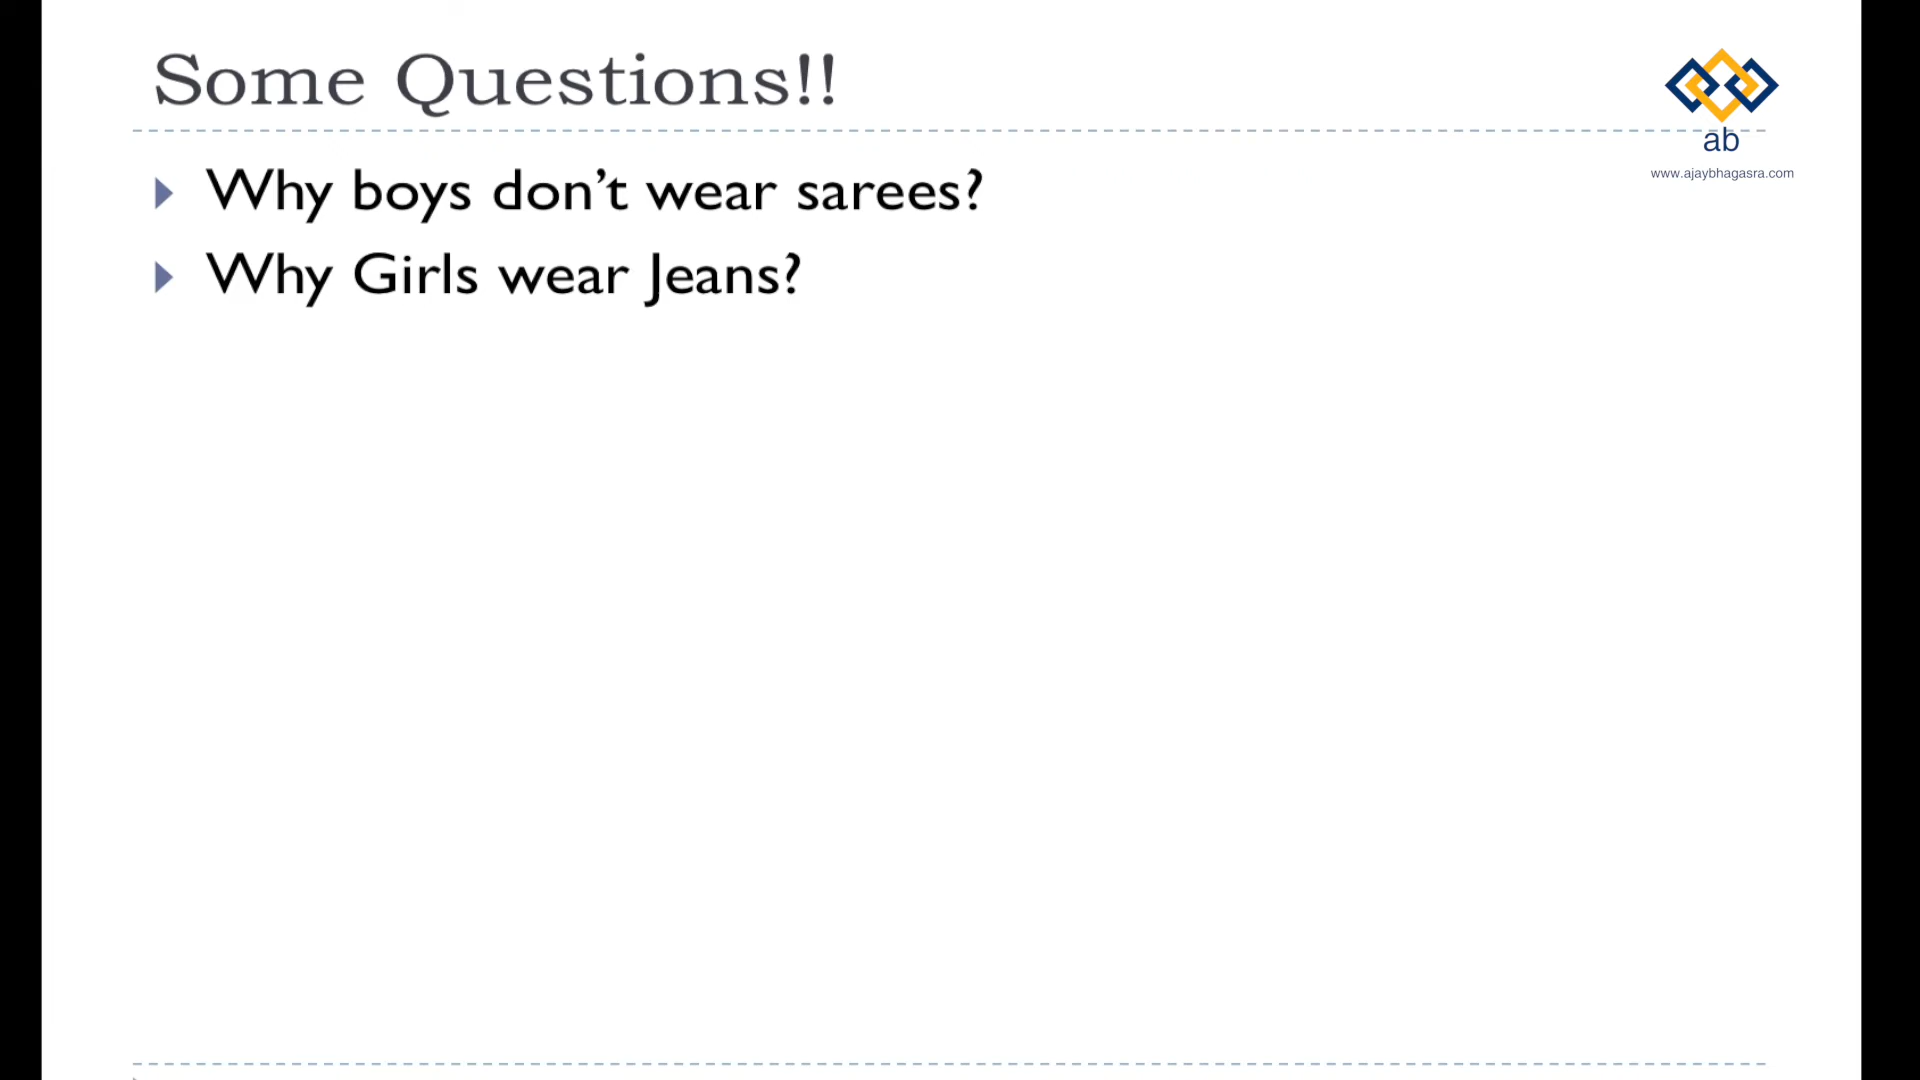 Some Questions!!
ab
www.ajaybhagasra.com
Why boys don’t wear sarees?
Why Girls wear Jeans?